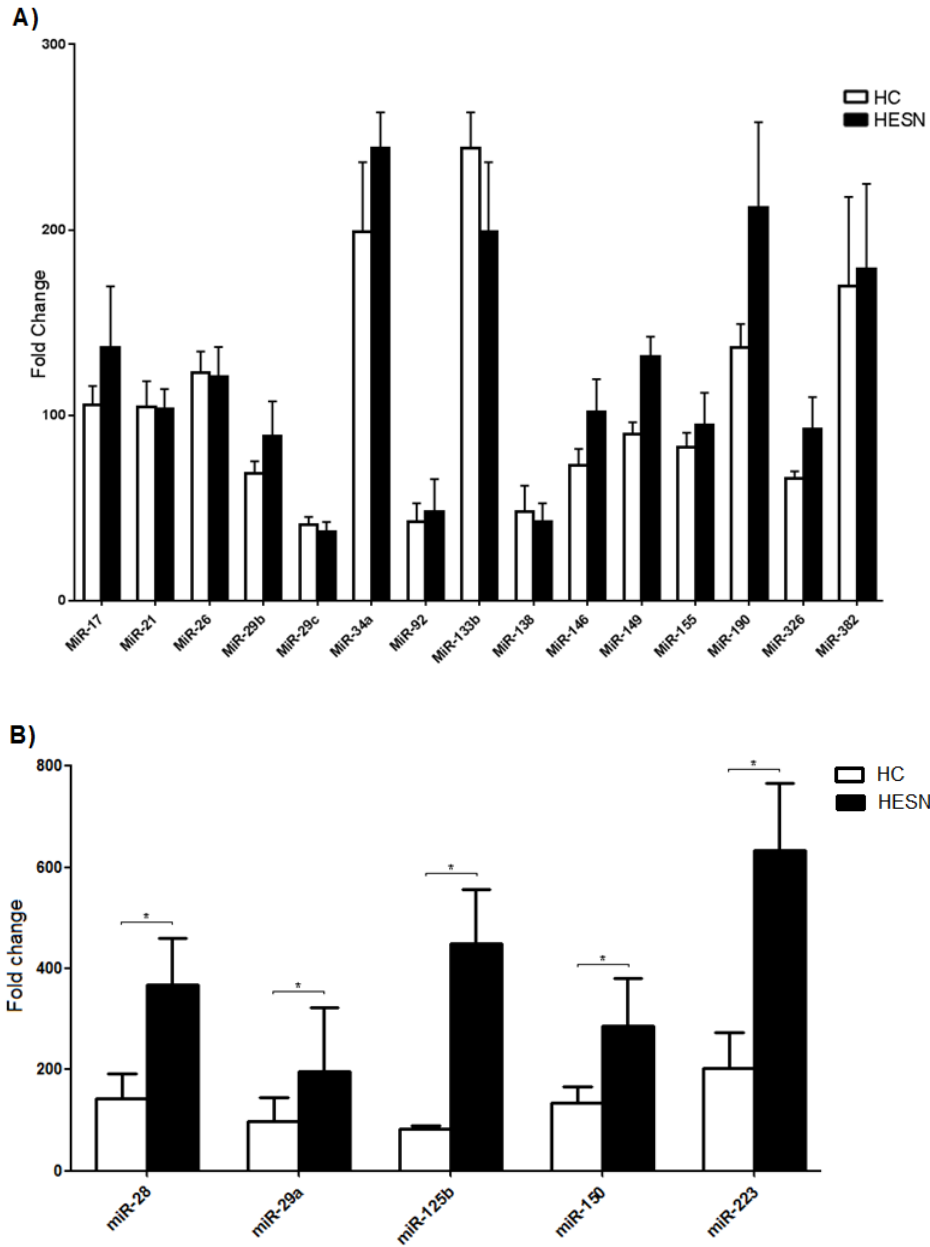 A)
300
200
100
0
Fold Change
HC
HESN
MiR-17
MiR-21
MiR-26
MiR-29b
MiR-29c
MiR-34a
MiR-92
MiR-133b
MiR-138
MiR-146
MiR-149
MiR-155
MiR-190
MiR-326
MiR-382
B)
800
600
400
200
0
Fold change
HC
HESN
*
*
*
*
*
miR-28
miR-29a
miR-125b
miR-150
miR-223